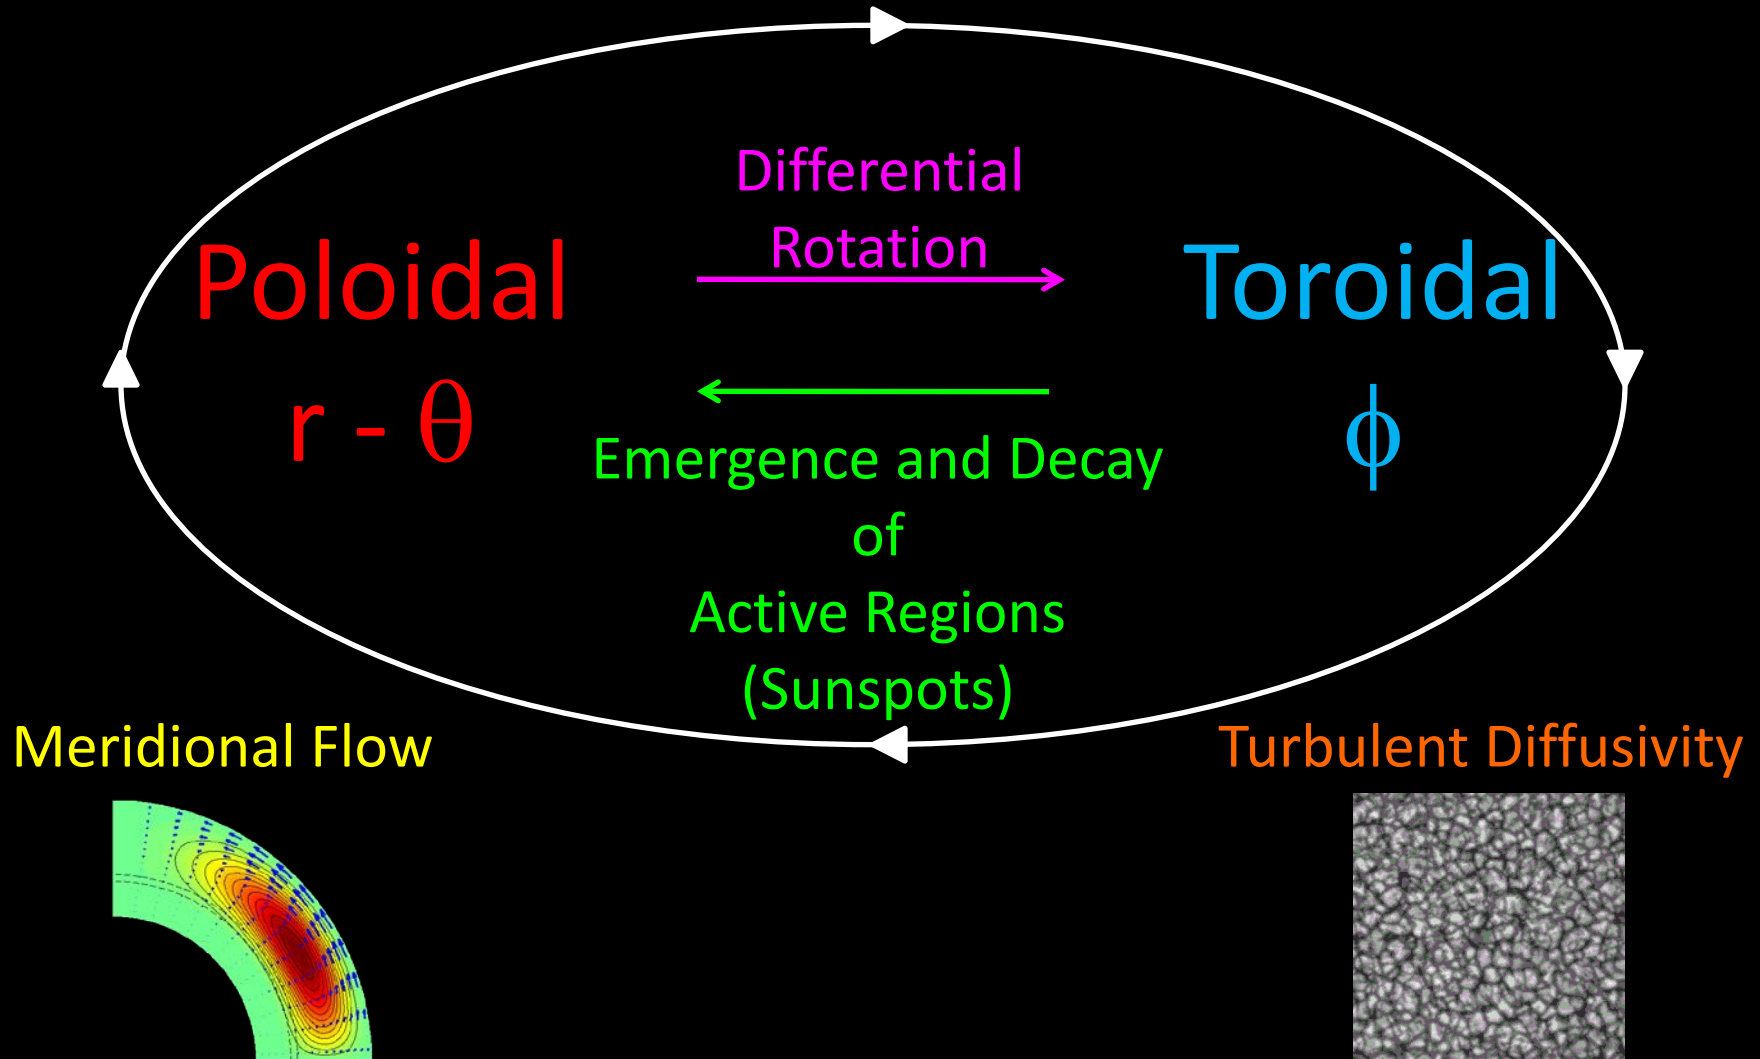 Differential
Rotation
Poloidal
r - θ
Toroidal
ϕ
Emergence and Decay
of
Active Regions
(Sunspots)
Meridional Flow
Turbulent Diffusivity